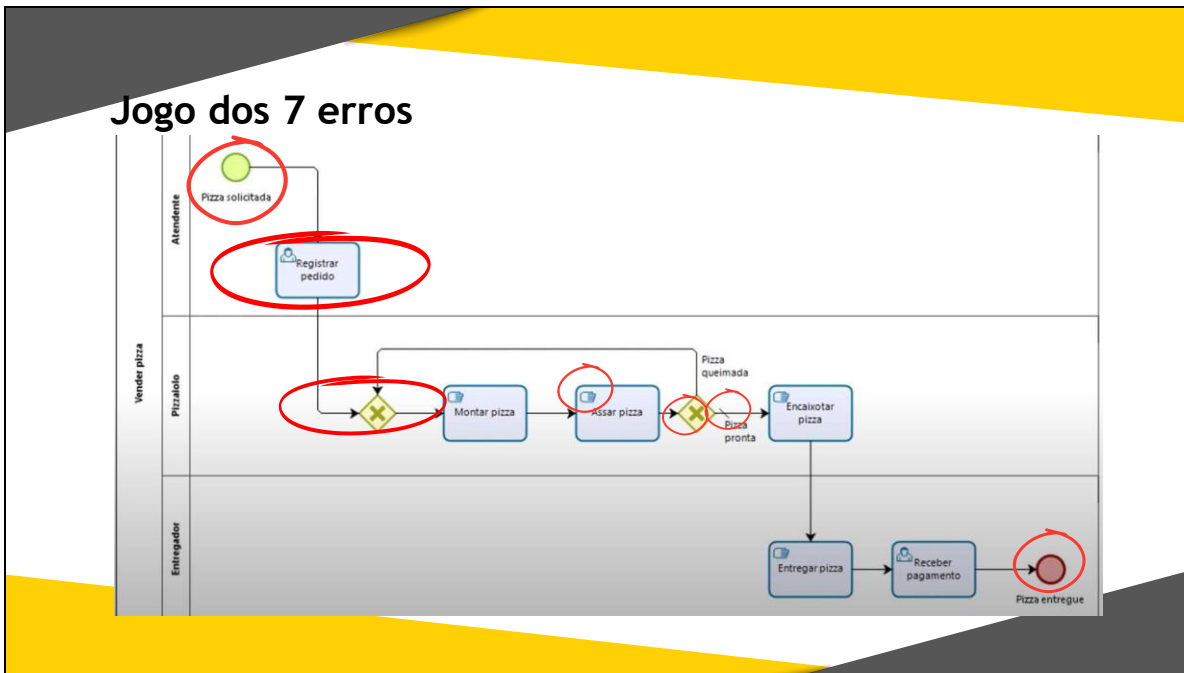 Jogo dos 7 erros
Vender pizza
Atendente
Pizza solicitada
Registrar
pedido
Pizzalolo
Montar pizza
Assar pizza
Pizza
queimada
Pizza
pronta
Encaixotar
pizza
Entregador
Entregar pizza
Receber
pagamento
Pizza entregue